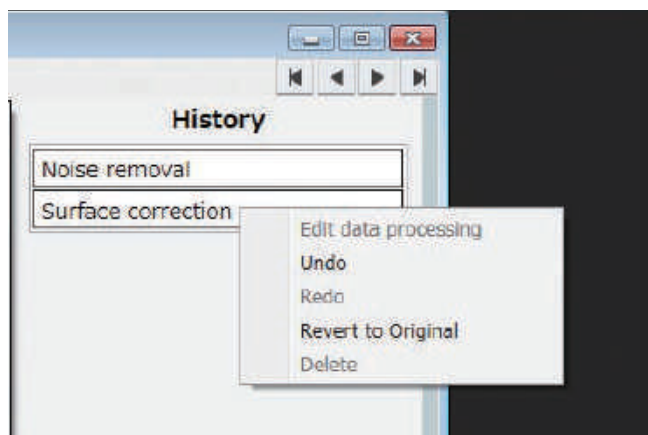 History
Noise removal
Surface correction
Edit data processing
Undo
Redo
Revert to Original
Delete